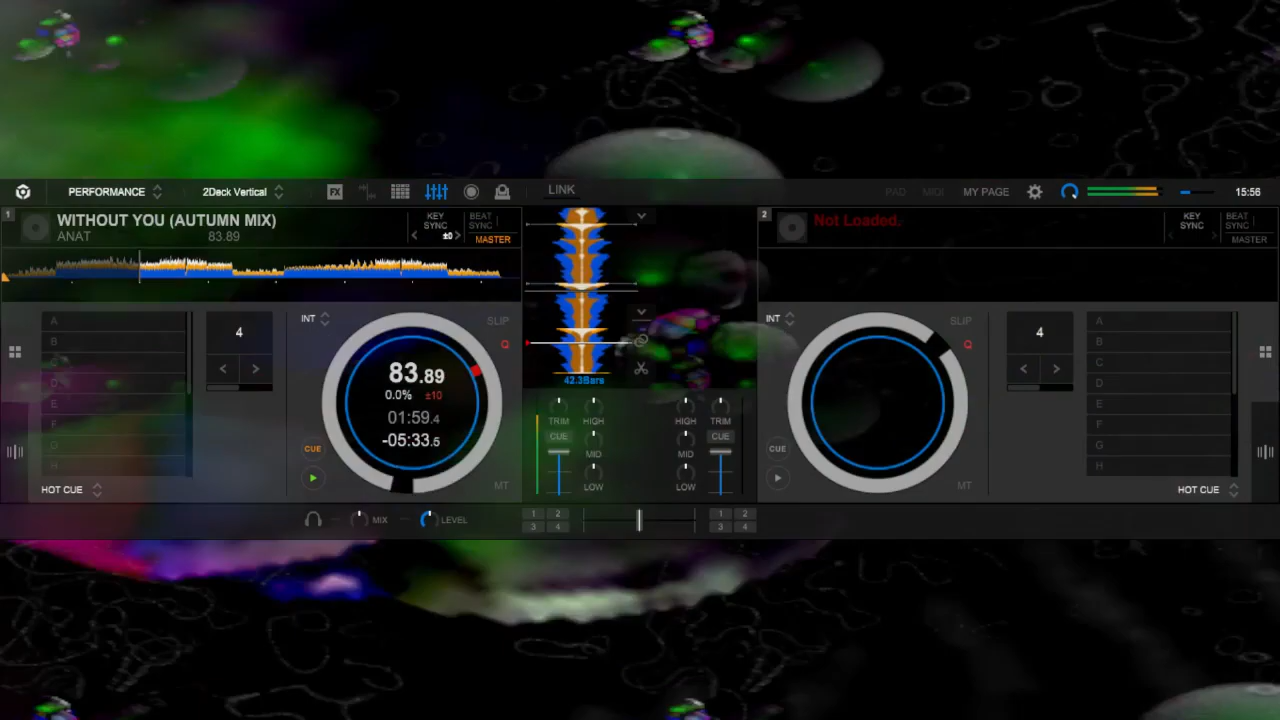 PERFORMANCE 2Deck Vertical FX LINK PAD MIDI MY PAGE 15:56
1 WITHOUT YOU (AUTUMN MIX) KEY SYNC BEAT SYNC
ANAT 83.89 ±0 MASTER
2 Not Loaded. KEY SYNC BEAT SYNC
MASTER
A
B
C
D
E
F
G
H
HOT CUE
4
INT SLIP
Q
83.89
0.0% ±10
01:59.4
-05:33.5
CUE
MT
42.3Bars
TRIM HIGH HIGH TRIM
CUE CUE
MID MID
LOW LOW
INT SLIP
Q
CUE
MT
4
A
B
C
D
E
F
G
H
HOT CUE
MIX LEVEL
1 2 1 2
3 4 3 4